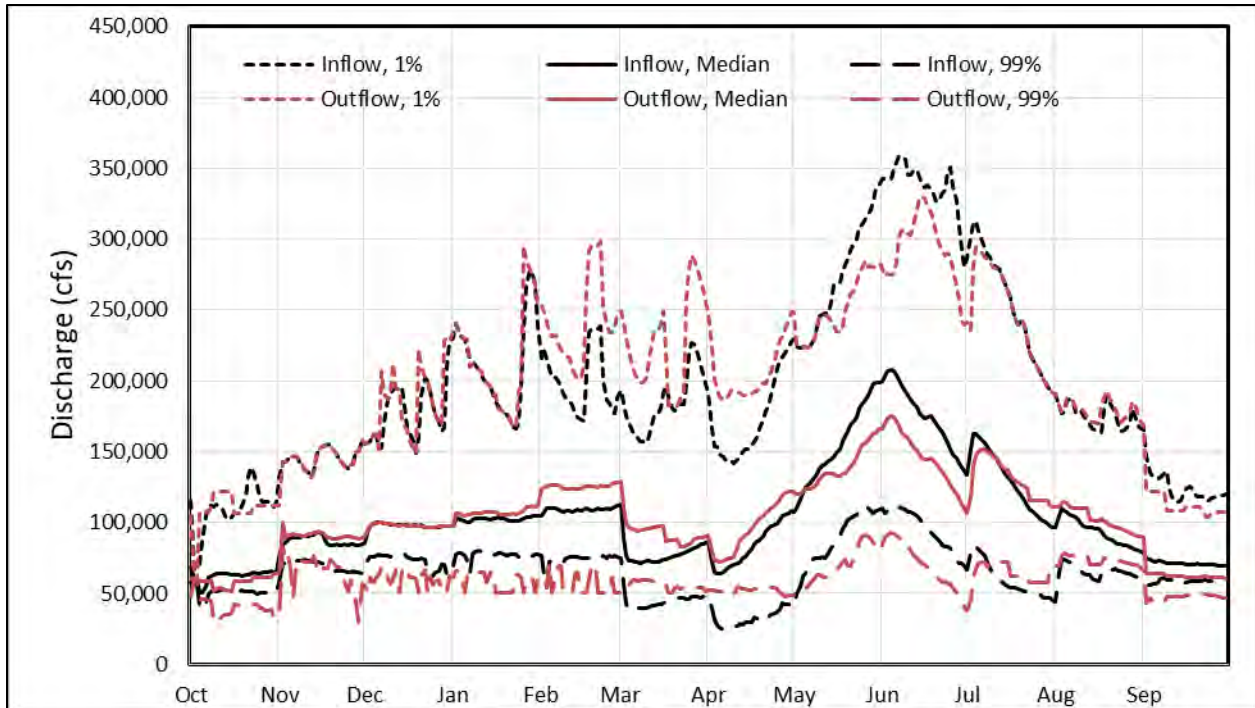 450,000
400,000
350,000
300,000
250,000
200,000
150,000
100,000
50,000
0
Discharge (cfs)
Inflow, 1% Inflow, Median Inflow, 99%
Outflow, 1% Outflow, Median Outflow, 99%
Oct Nov Dec Jan Feb Mar Apr May Jun Jul Aug Sep